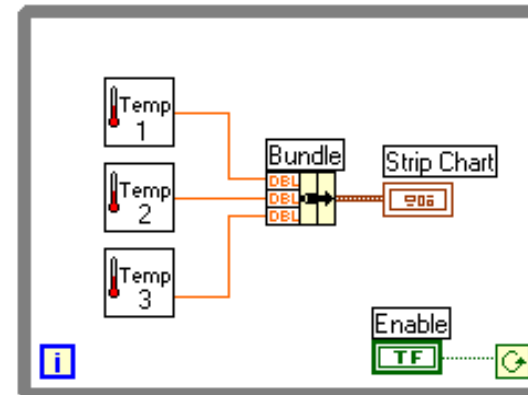 Temp
1
Bundle
Strip Chart
DBL
Temp
2
DBL
DBL
Temp
3
Enable
i
TF